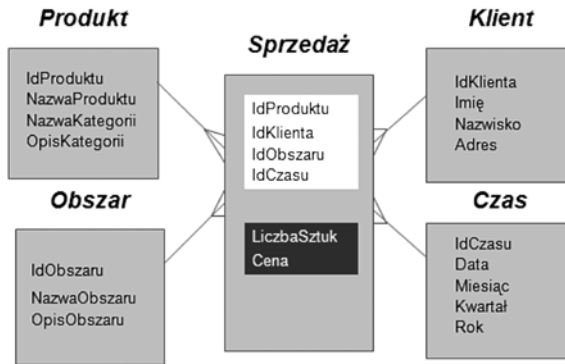 Produkt
IdProduktu
NazwaProduktu
NazwaKategorii
OpisKategorii
Sprzedaż
IdProduktu
IdKlienta
IdObszaru
IdCzasu
LiczbaSztuk
Cena
Klient
IdKlienta
Imię
Nazwisko
Adres
Obszar
IdObszaru
NazwaObszaru
OpisObszaru
Czas
IdCzasu
Data
Miesiąc
Kwartał
Rok